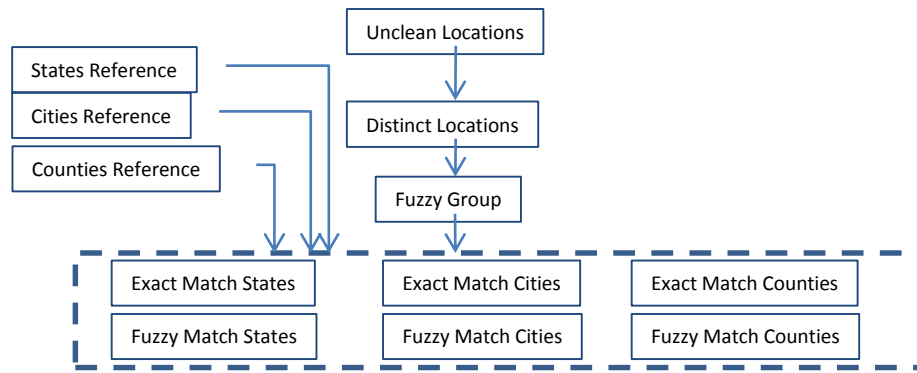 Unclean Locations
States Reference
Cities Reference
Distinct Locations
Counties Reference
Fuzzy Group
Exact Match States
Exact Match Cities
Exact Match Counties
Fuzzy Match States
Fuzzy Match Cities
Fuzzy Match Counties